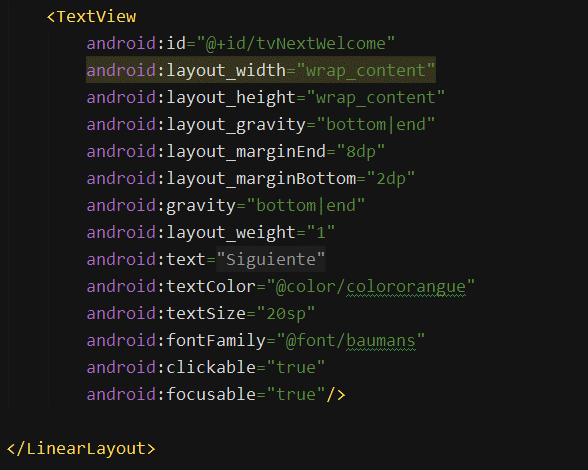 <TextView
android:id="@+id/tvNextWelcome"
android:layout_width="wrap_content"
android:layout_height="wrap_content"
android:layout_gravity="bottom|end"
android:layout_marginEnd="8dp"
android:layout_marginBottom="2dp"
android:gravity="bottom|end"
android:layout_weight="1"
android:text="Siguiente"
android:textColor="@color/colororangue"
android:textSize="20sp"
android:fontFamily="@font/baumans"
android:clickable="true"
android:focusable="true"/>
</LinearLayout>